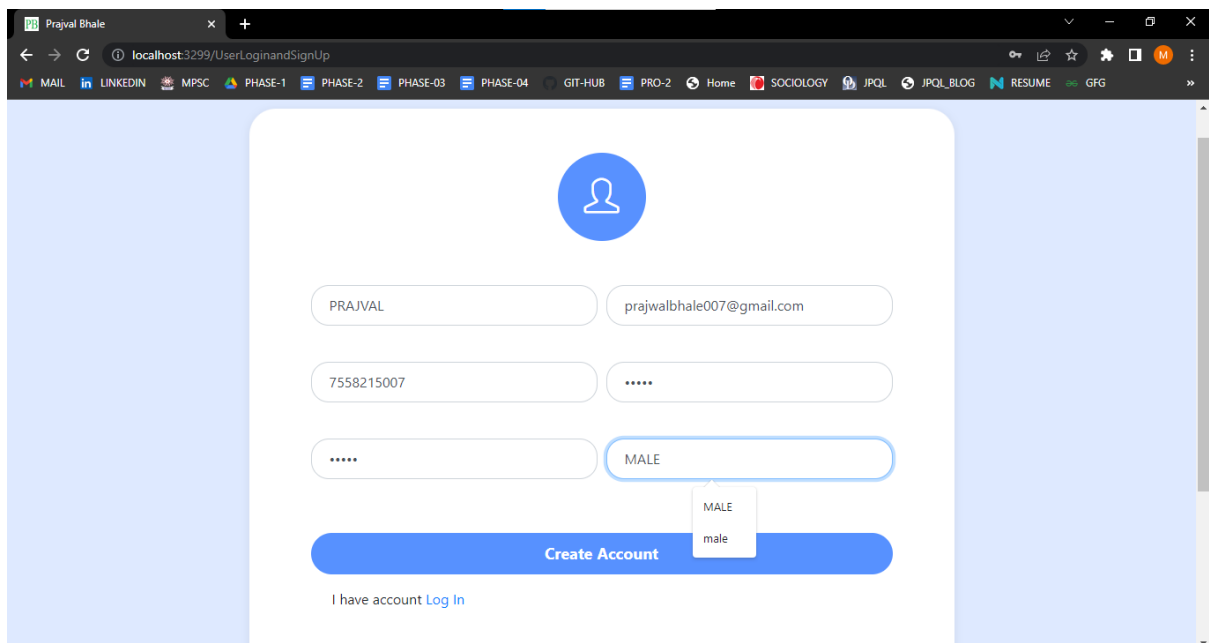 PB Prajval Bhale
localhost:3299/UserLoginandSignUp
M
MAIL in LINKEDIN MPSC PHASE-1 PHASE-2 PHASE-03 PHASE-04 GIT-HUB PRO-2 Home SOCIOLOGY JPQL JPQL_BLOG RESUME GFG »
PRAJVAL prajwalbhale007@gmail.com
7558215007 •••••
••••• MALE
MALE
male
Create Account
I have account Log In